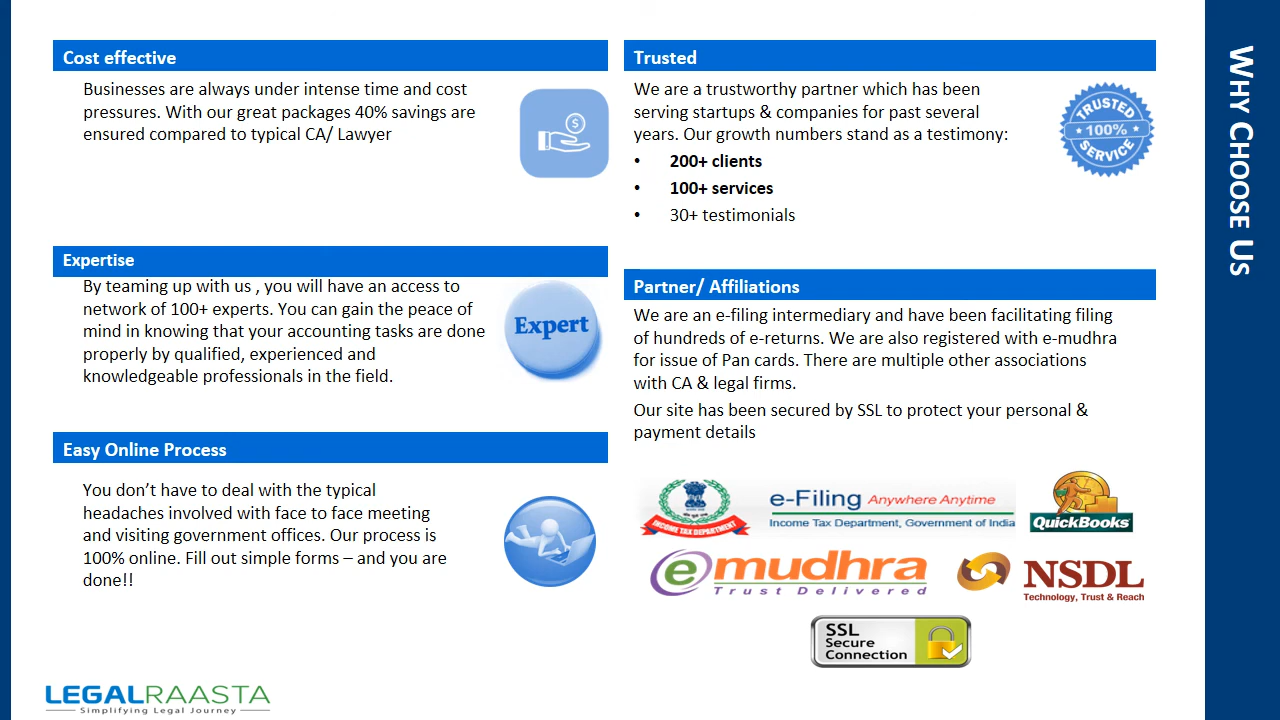 Cost effective
Businesses are always under intense time and cost
pressures. With our great packages 40% savings are
ensured compared to typical CA/ Lawyer
$
Expertise
By teaming up with us , you will have an access to
network of 100+ experts. You can gain the peace of
mind in knowing that your accounting tasks are done
properly by qualified, experienced and
knowledgeable professionals in the field.
Expert
Easy Online Process
You don’t have to deal with the typical
headaches involved with face to face meeting
and visiting government offices. Our process is
100% online. Fill out simple forms – and you are
done!!
Trusted
We are a trustworthy partner which has been
serving startups & companies for past several
years. Our growth numbers stand as a testimony:
• 200+ clients
• 100+ services
• 30+ testimonials
TRUSTED
100%
SERVICE
Partner/ Affiliations
We are an e-filing intermediary and have been facilitating filing
of hundreds of e-returns. We are also registered with e-mudhra
for issue of Pan cards. There are multiple other associations
with CA & legal firms.
Our site has been secured by SSL to protect your personal &
payment details
INCOME TAX DEPARTMENT
e-Filing Anywhere Anytime
Income Tax Department, Government of India
QuickBooks
emudhra
Trust Delivered
NSDL
Technology, Trust & Reach
SSL
Secure
Connection
WHY CHOOSE US
LEGALRAASTA
Simplifying Legal Journey